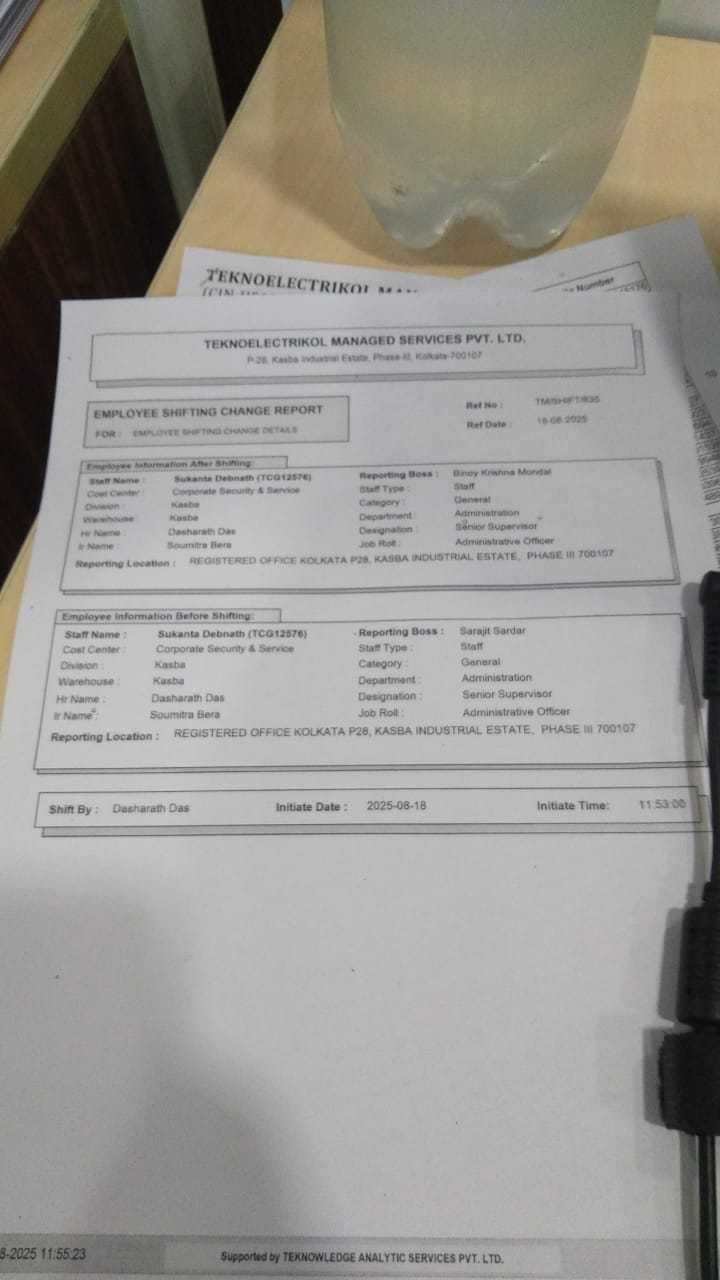 TEKNOELECTRIKOL
TEKNOELECTRIKOL MANAGED SERVICES PVT. LTD.
P-28, Kasba Industrial Estate, Phase-III, Kolkata-700107
EMPLOYEE SHIFTING CHANGE REPORT
FOR : EMPLOYEE SHIFTING CHANGE DETAILS
Ref No :
Ref Date : 18-08-2025
Employee Information After Shifting:
Staff Name : Sukanta Debnath (TCG12576) Reporting Boss : Binoy Krishna Mondal
Cost Center : Corporate Security & Service Staff Type : Staff
Division : Kasba Category : General
Warehouse : Kasba Department : Administration
Hr Name : Dasharath Das Designation : Senior Supervisor
Ir Name : Soumitra Bera Job Roll : Administrative Officer
Reporting Location : REGISTERED OFFICE KOLKATA P28, KASBA INDUSTRIAL ESTATE, PHASE III 700107
Employee Information Before Shifting:
Staff Name : Sukanta Debnath (TCG12576) Reporting Boss : Sarajit Sardar
Cost Center : Corporate Security & Service Staff Type : Staff
Division : Kasba Category : General
Warehouse : Kasba Department : Administration
Hr Name : Dasharath Das Designation : Senior Supervisor
Ir Name : Soumitra Bera Job Roll : Administrative Officer
Reporting Location : REGISTERED OFFICE KOLKATA P28, KASBA INDUSTRIAL ESTATE, PHASE III 700107
Shift By : Dasharath Das Initiate Date : 2025-08-18 Initiate Time: 11:53:00
8-2025 11:55:23 Supported by TEKNOWLEDGE ANALYTIC SERVICES PVT. LTD.